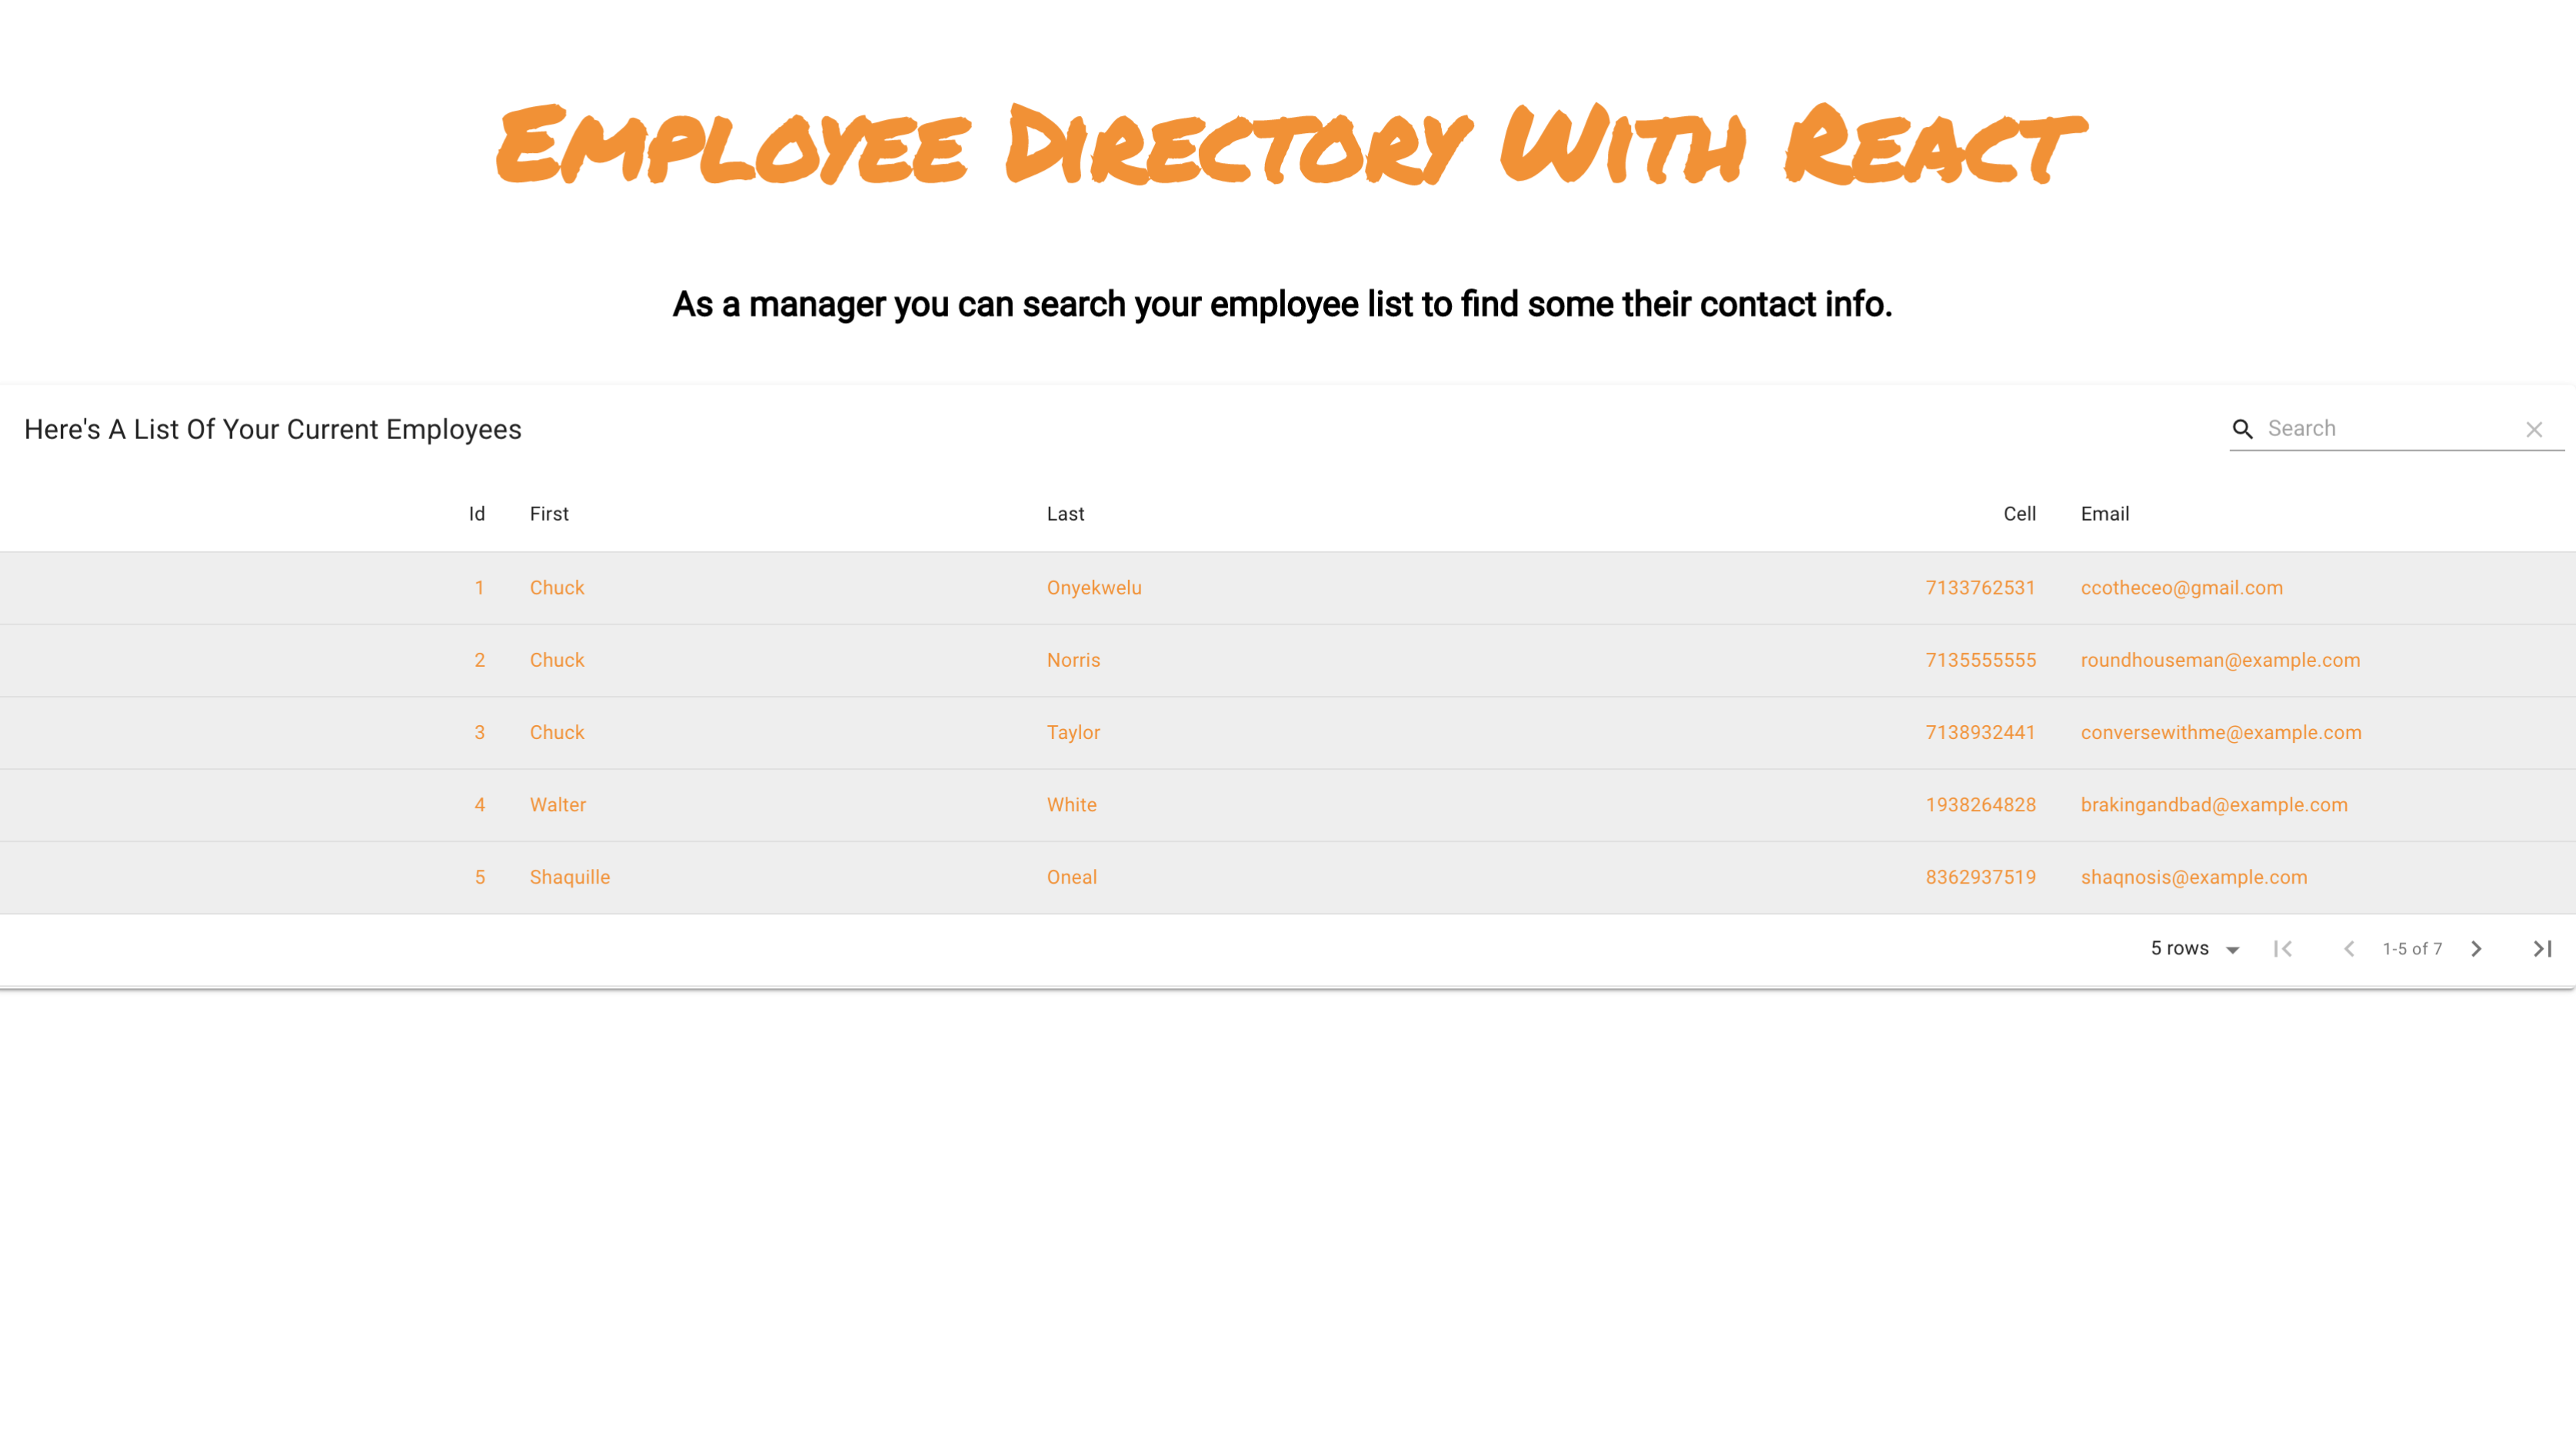 Employee Directory With React
As a manager you can search your employee list to find some their contact info.
Here's A List Of Your Current Employees
Search
Id First Last Cell Email
1 Chuck Onyekwelu 7133762531 ccotheceo@gmail.com
2 Chuck Norris 7135555555 roundhouseman@example.com
3 Chuck Taylor 7138932441 conversewithme@example.com
4 Walter White 1938264828 brakingandbad@example.com
5 Shaquille Oneal 8362937519 shaqnosis@example.com
5 rows 1-5 of 7